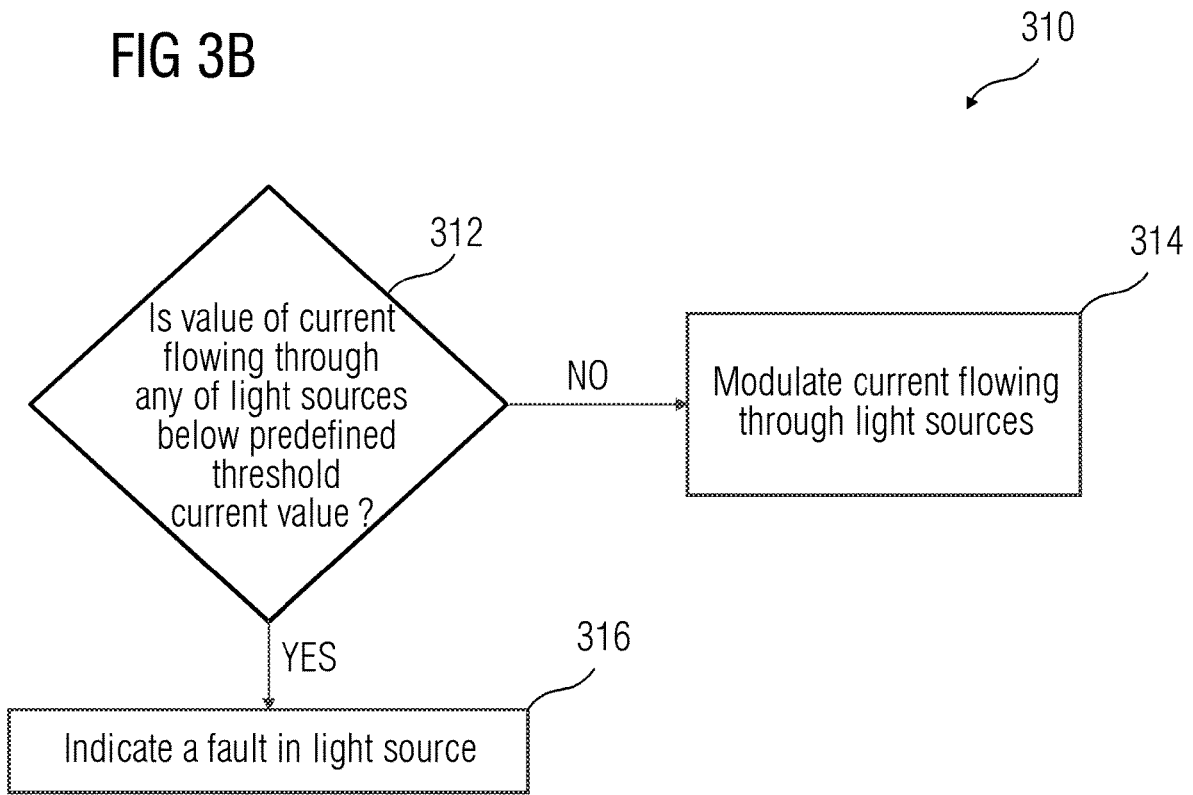 FIG 3B
310
312
Is value of current
flowing through
any of light sources
below predefined
threshold
current value ?
NO
314
Modulate current flowing
through light sources
YES
316
Indicate a fault in light source